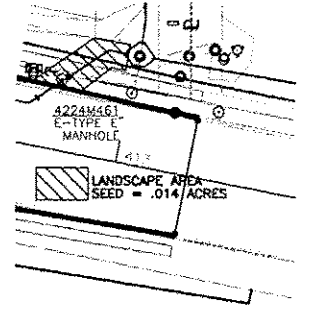 4224M461
E-TYPE E
MANHOLE
LANDSCAPE AREA
SEED = .014 ACRES